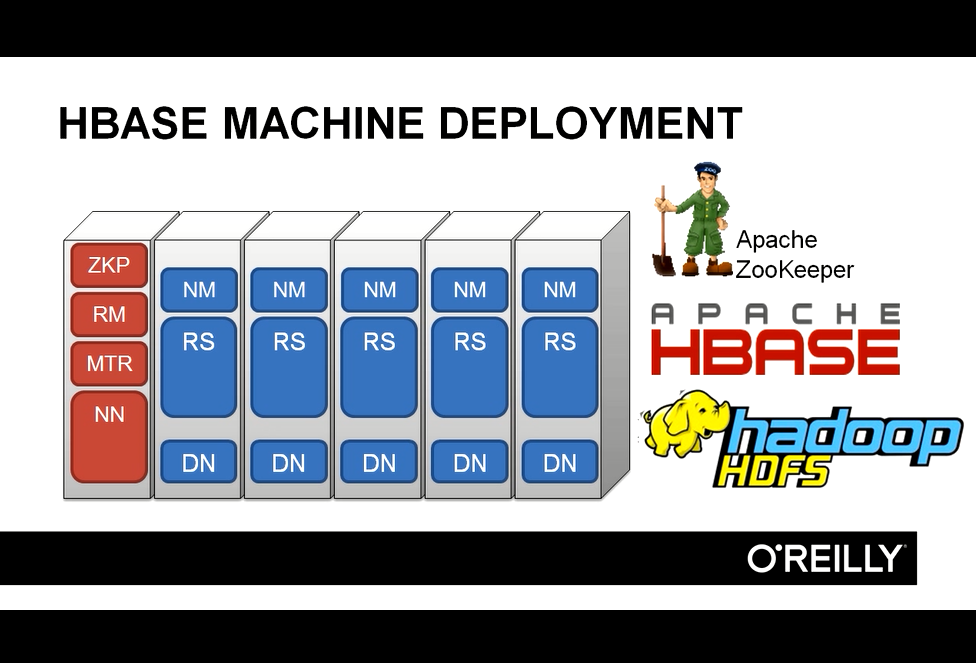 HBASE MACHINE DEPLOYMENT
ZOO
Apache
ZooKeeper
ZKP
RM
MTR
NN
NM
RS
DN
NM
RS
DN
NM
RS
DN
NM
RS
DN
NM
RS
DN
APACHE
HBASE
hadoop
HDFS
O'REILLY